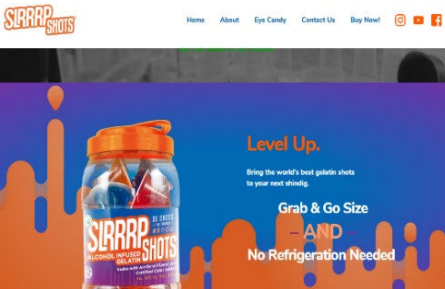 SLRRRP
SHOTS
Home About Eye Candy Contact Us Buy Now!
Level Up.
Bring the world's best gelatin shots
to your next shindig.
Grab & Go Size
- AND -
No Refrigeration Needed
SLRRRP
SHOTS
ALCOHOL INFUSED
GELATIN